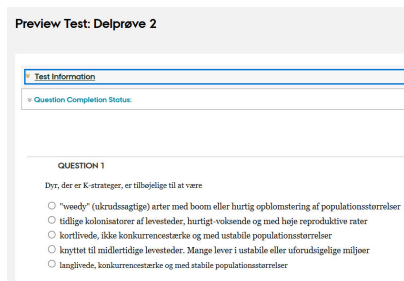 Preview Test: Delprøve 2
Test Information
Question Completion Status:
QUESTION 1
Dyr, der er K-strateger, er tilbøjelige til at være
"weedy" (ukrudssagtige) arter med boom eller hurtig opblomstering af populationsstørrelser
tidlige kolonisatorer af levesteder, hurtigt-voksende og med høje reproduktive rater
kortlivede, ikke konkurrencestærke og med ustabile populationsstørrelser
knyttet til midlertidige levesteder. Mange lever i ustabile eller uforudsigelige miljøer
langlivede, konkurrencestærke og med stabile populationsstørrelser